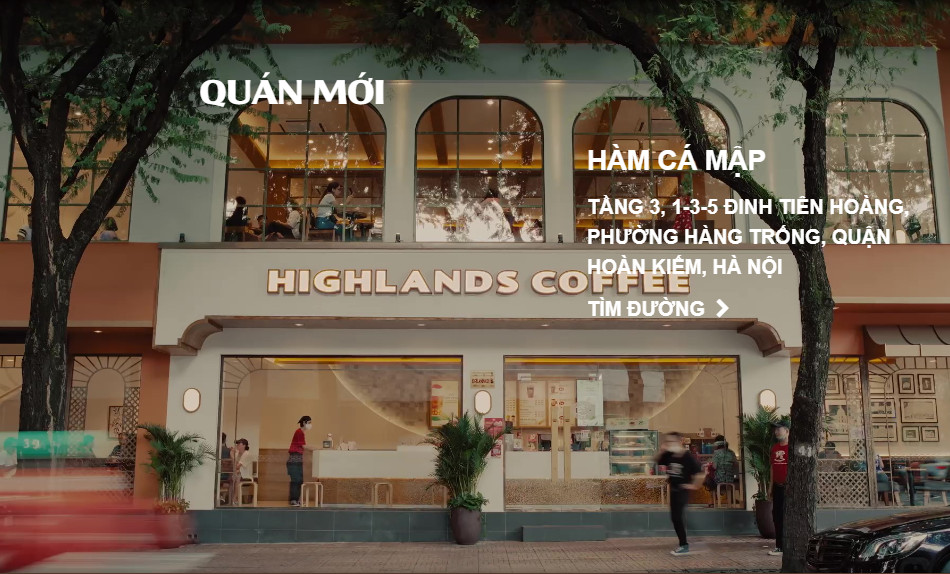 QUÁN MỚI
HÀM CÁ MẬP
TẦNG 3, 1-3-5 ĐINH TIÊN HOÀNG,
PHƯỜNG HÀNG TRỐNG, QUẬN
HOÀN KIẾM, HÀ NỘI
HIGHLANDS COFFEE
TÌM ĐƯỜNG